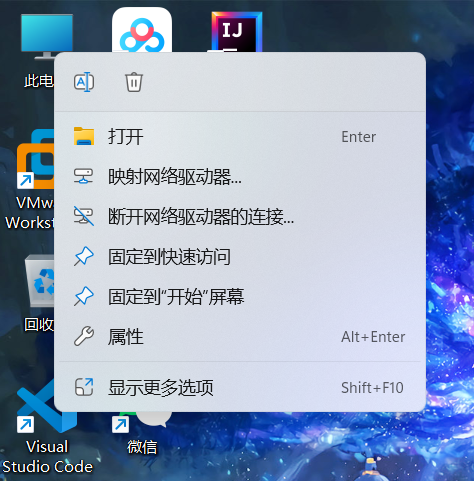 IJ
此电
打开 Enter
映射网络驱动器...
VMwa
断开网络驱动器的连接...
Workst
固定到快速访问
固定到“开始”屏幕
回收
属性 Alt+Enter
显示更多选项 Shift+F10
Visual
Studio Code
微信